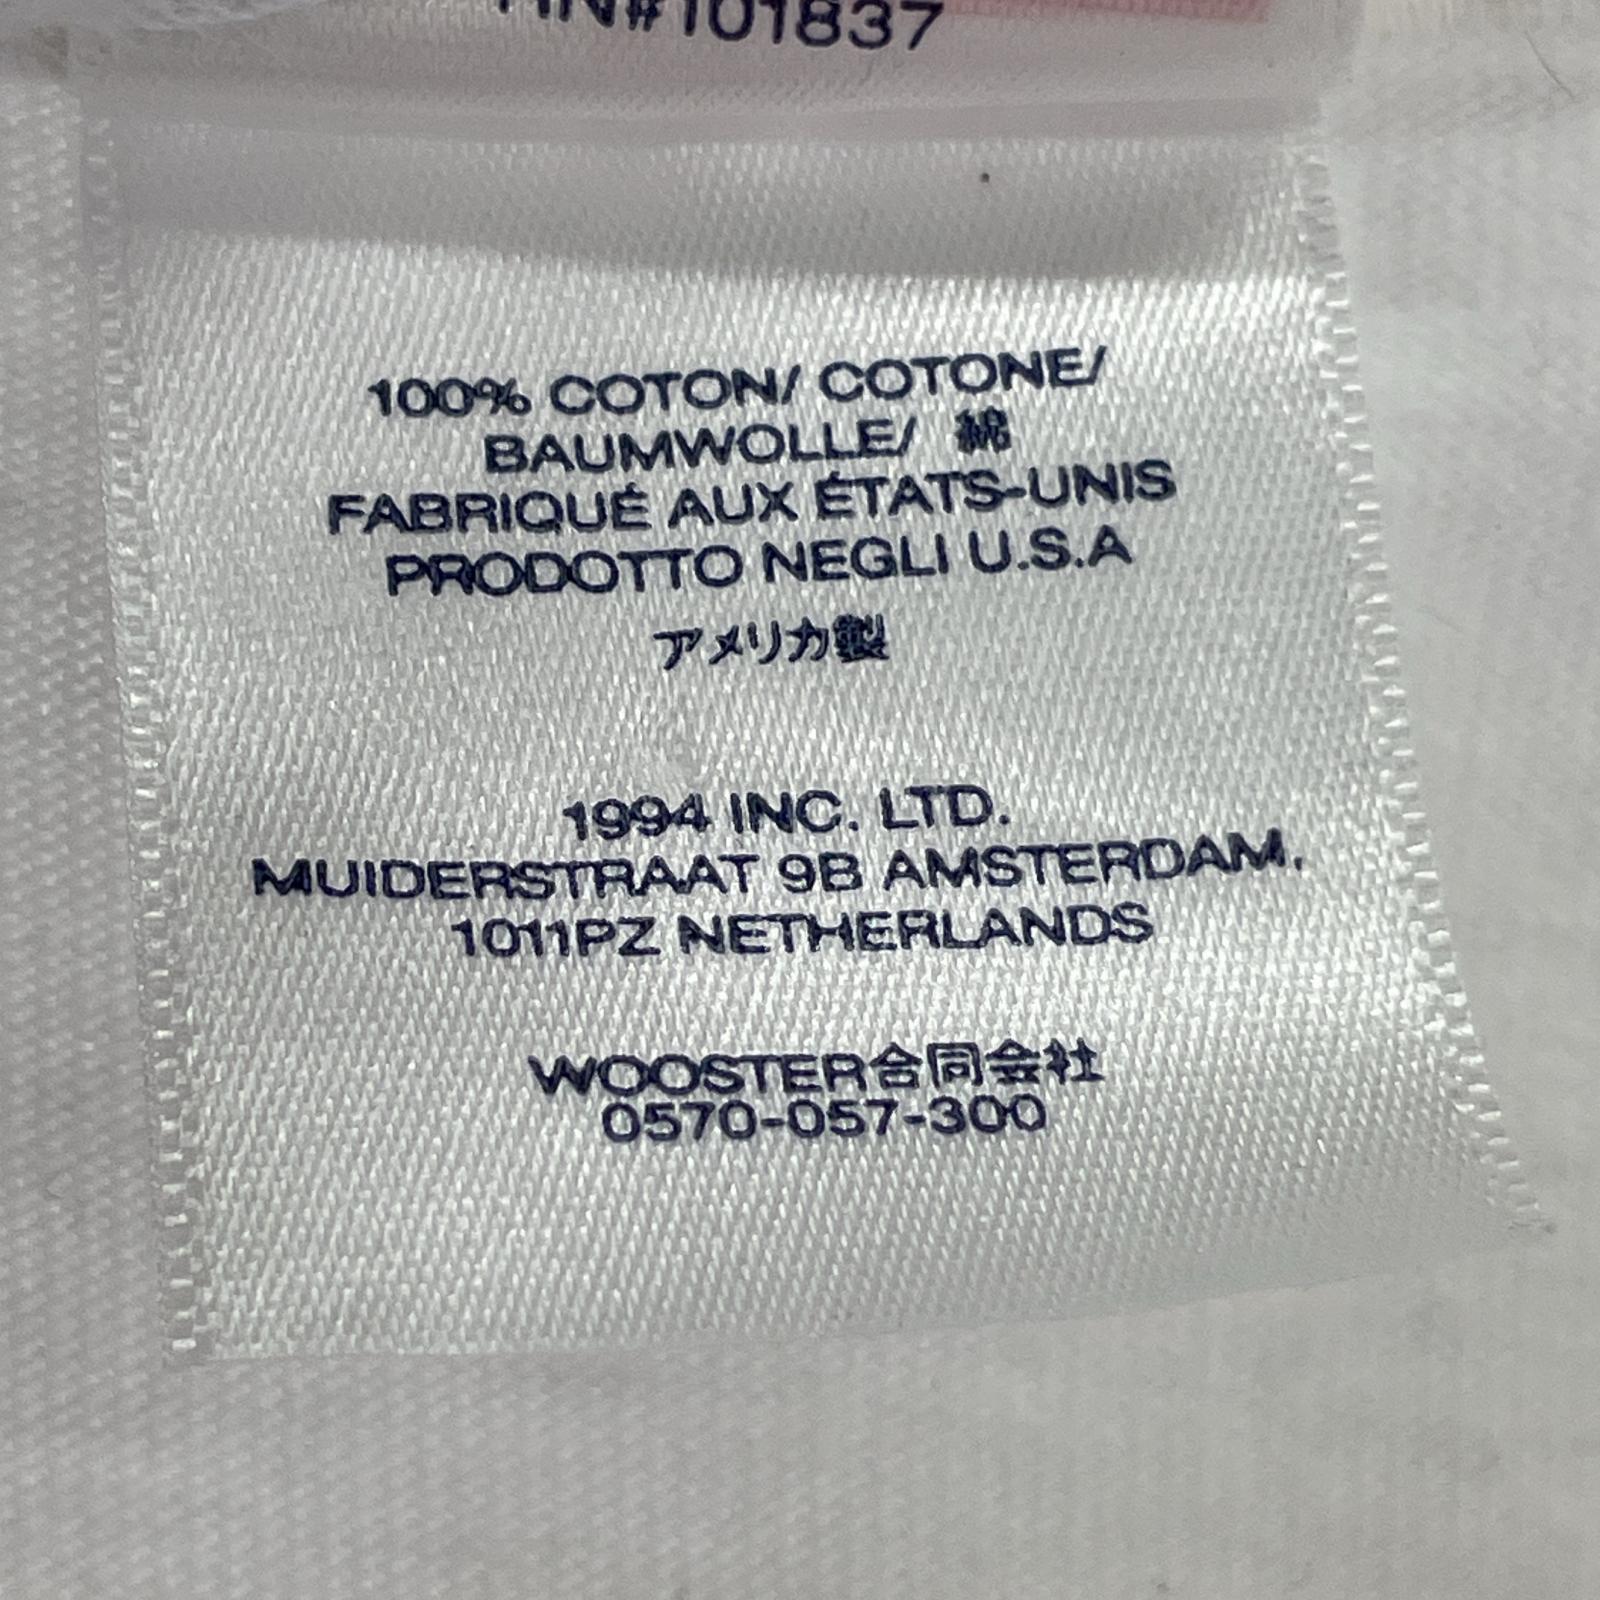 RN#101837
100% COTON/ COTONE/
BAUMWOLLE/ 綿
FABRIQUÉ AUX ÉTATS-UNIS
PRODOTTO NEGLI U.S.A
アメリカ製
1994 INC. LTD.
MUIDERSTRAAT 9B AMSTERDAM,
1011PZ NETHERLANDS
WOOSTER合同会社
0570-057-300